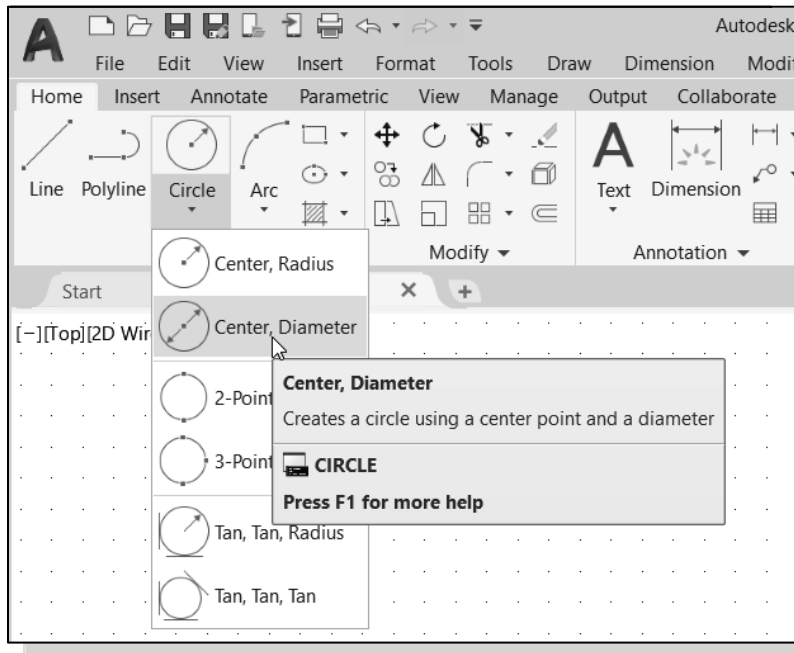 Autodesk
File Edit View Insert Format Tools Draw Dimension Modif
Home Insert Annotate Parametric View Manage Output Collaborate
Line Polyline Circle Arc Text Dimension
Modify Annotation
Center, Radius
Start
[−][Top][2D Wir
Center, Diameter
Center, Diameter
2-Point
Creates a circle using a center point and a diameter
3-Point
CIRCLE
Press F1 for more help
Tan, Tan, Radius
Tan, Tan, Tan